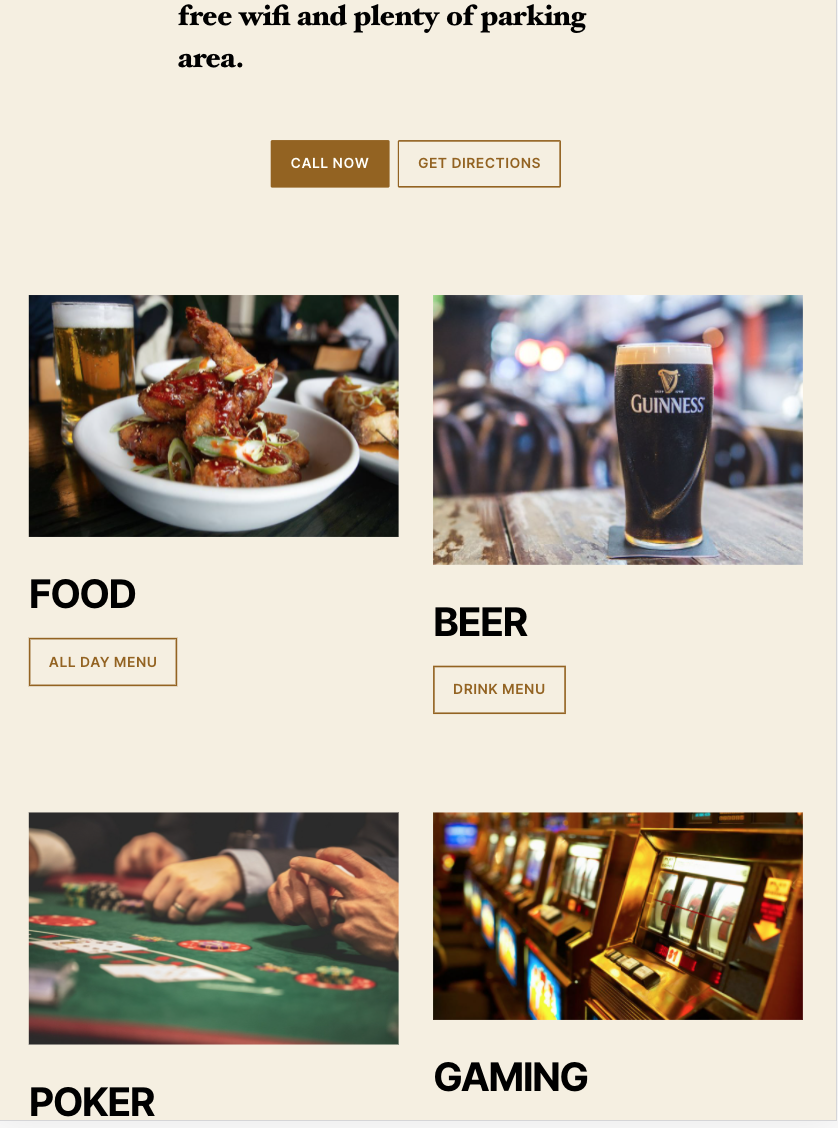 free wifi and plenty of parking
area.
CALL NOW
GET DIRECTIONS
GUINNESS
FOOD
BEER
ALL DAY MENU
DRINK MENU
POKER
GAMING